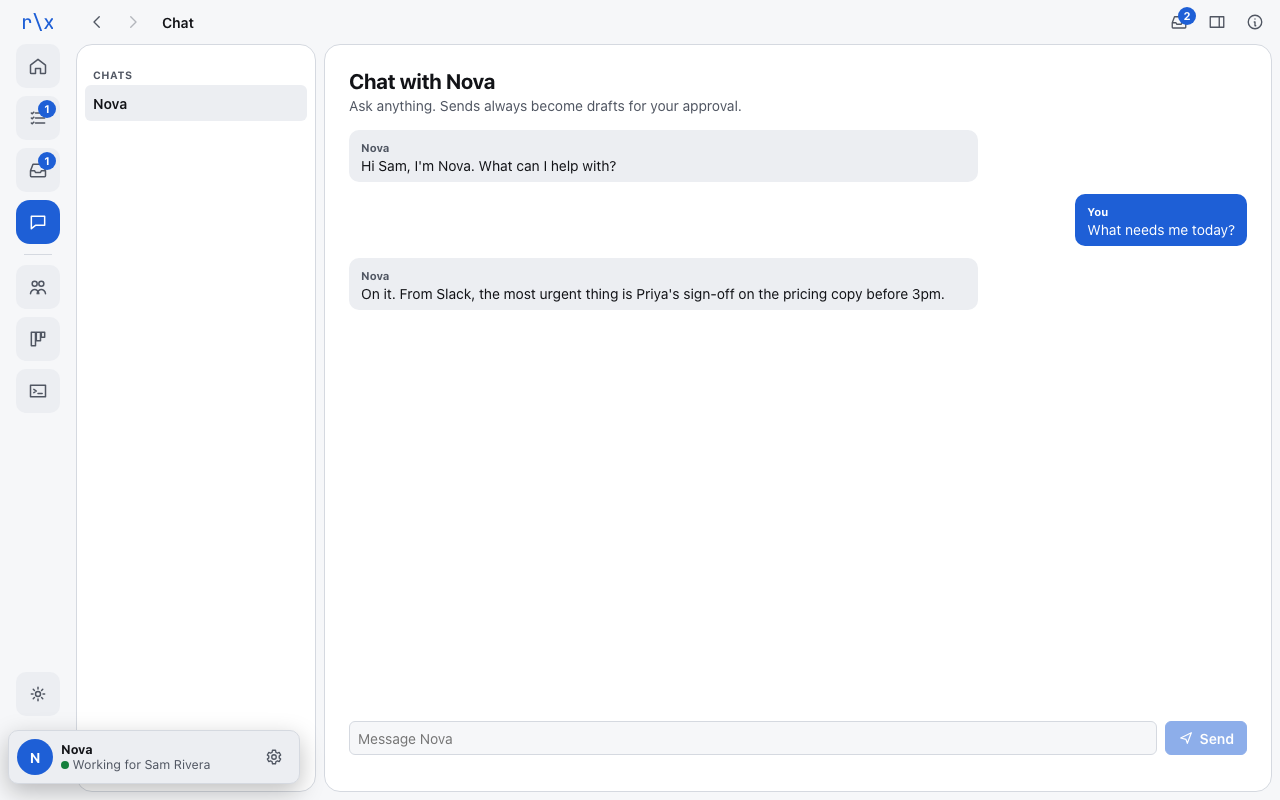 r\x
Chat
2
1
1
CHATS
Nova
Chat with Nova
Ask anything. Sends always become drafts for your approval.
Nova
Hi Sam, I'm Nova. What can I help with?
You
What needs me today?
Nova
On it. From Slack, the most urgent thing is Priya's sign-off on the pricing copy before 3pm.
Message Nova
Send
N
Nova
Working for Sam Rivera